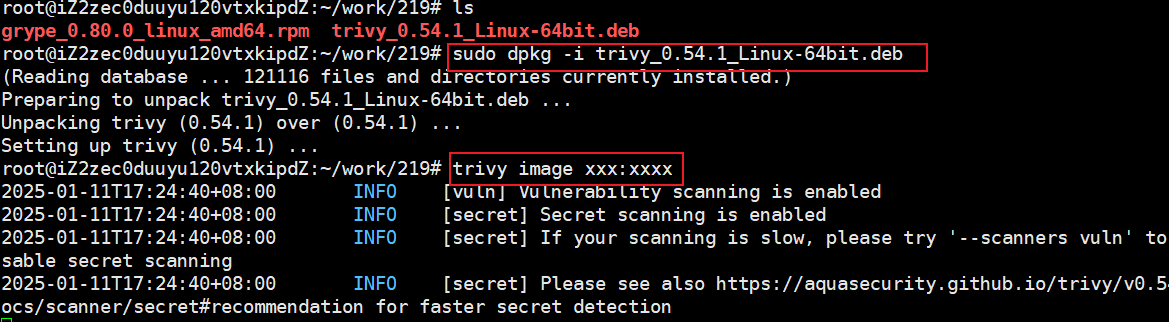 root@iZ2zec0duuyu120vtxkipdZ:~/work/219# ls
grype_0.80.0_linux_amd64.rpm  trivy_0.54.1_Linux-64bit.deb
root@iZ2zec0duuyu120vtxkipdZ:~/work/219# sudo dpkg -i trivy_0.54.1_Linux-64bit.deb
(Reading database ... 121116 files and directories currently installed.)
Preparing to unpack trivy_0.54.1_Linux-64bit.deb ...
Unpacking trivy (0.54.1) over (0.54.1) ...
Setting up trivy (0.54.1) ...
root@iZ2zec0duuyu120vtxkipdZ:~/work/219# trivy image xxx:xxxx
2025-01-11T17:24:40+08:00       INFO    [vuln] Vulnerability scanning is enabled
2025-01-11T17:24:40+08:00       INFO    [secret] Secret scanning is enabled
2025-01-11T17:24:40+08:00       INFO    [secret] If your scanning is slow, please try '--scanners vuln' to
sable secret scanning
2025-01-11T17:24:40+08:00       INFO    [secret] Please see also https://aquasecurity.github.io/trivy/v0.5
ocs/scanner/secret#recommendation for faster secret detection